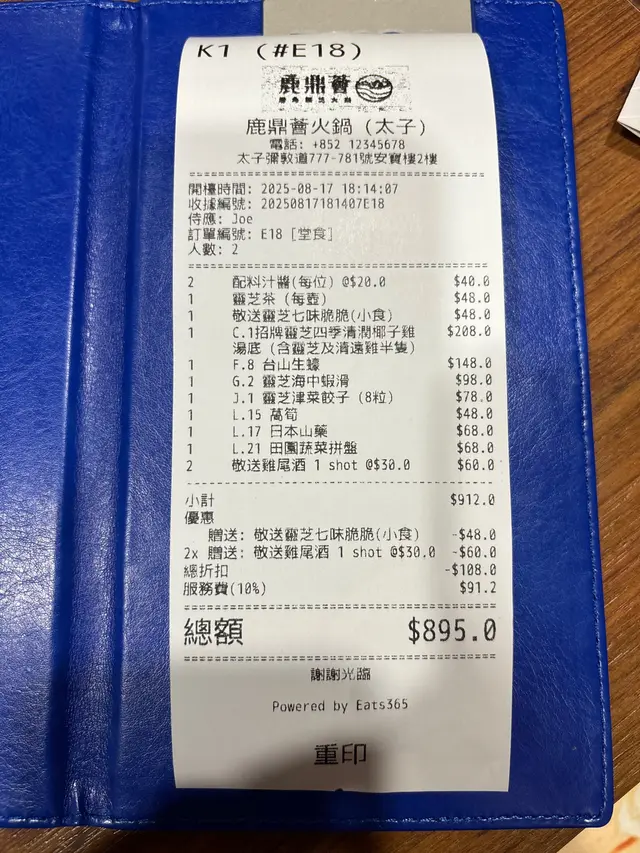 K1 (#E18)
鹿鼎薈
鹿鼎薈火鍋 (太子)
電話: +852 12345678
太子彌敦道777-781號安寶樓2樓
開檯時間: 2025-08-17 18:14:07
收據編號: 20250817181407E18
侍應: Joe
訂單編號: E18 [堂食]
人數: 2
2 配料汁醬(每位) @$20.0 $40.0
1 靈芝茶 (每壺) $48.0
1 敬送靈芝七味脆脆(小食) $48.0
1 C.1招牌靈芝四季清潤椰子雞 $208.0
湯底 (含靈芝及清遠雞半隻)
1 F.8 台山生蠔 $148.0
1 G.2 靈芝海中蝦滑 $98.0
1 J.1 靈芝津菜餃子 (8粒) $78.0
1 L.15 萵筍 $48.0
1 L.17 日本山藥 $68.0
1 L.21 田園蔬菜拼盤 $68.0
2 敬送雞尾酒 1 shot @$30.0 $60.0
小計 $912.0
優惠
贈送: 敬送靈芝七味脆脆(小食) -$48.0
2x 贈送: 敬送雞尾酒 1 shot @$30.0 -$60.0
總折扣 -$108.0
服務費(10%) $91.2
總額 $895.0
謝謝光臨
Powered by Eats365
重印